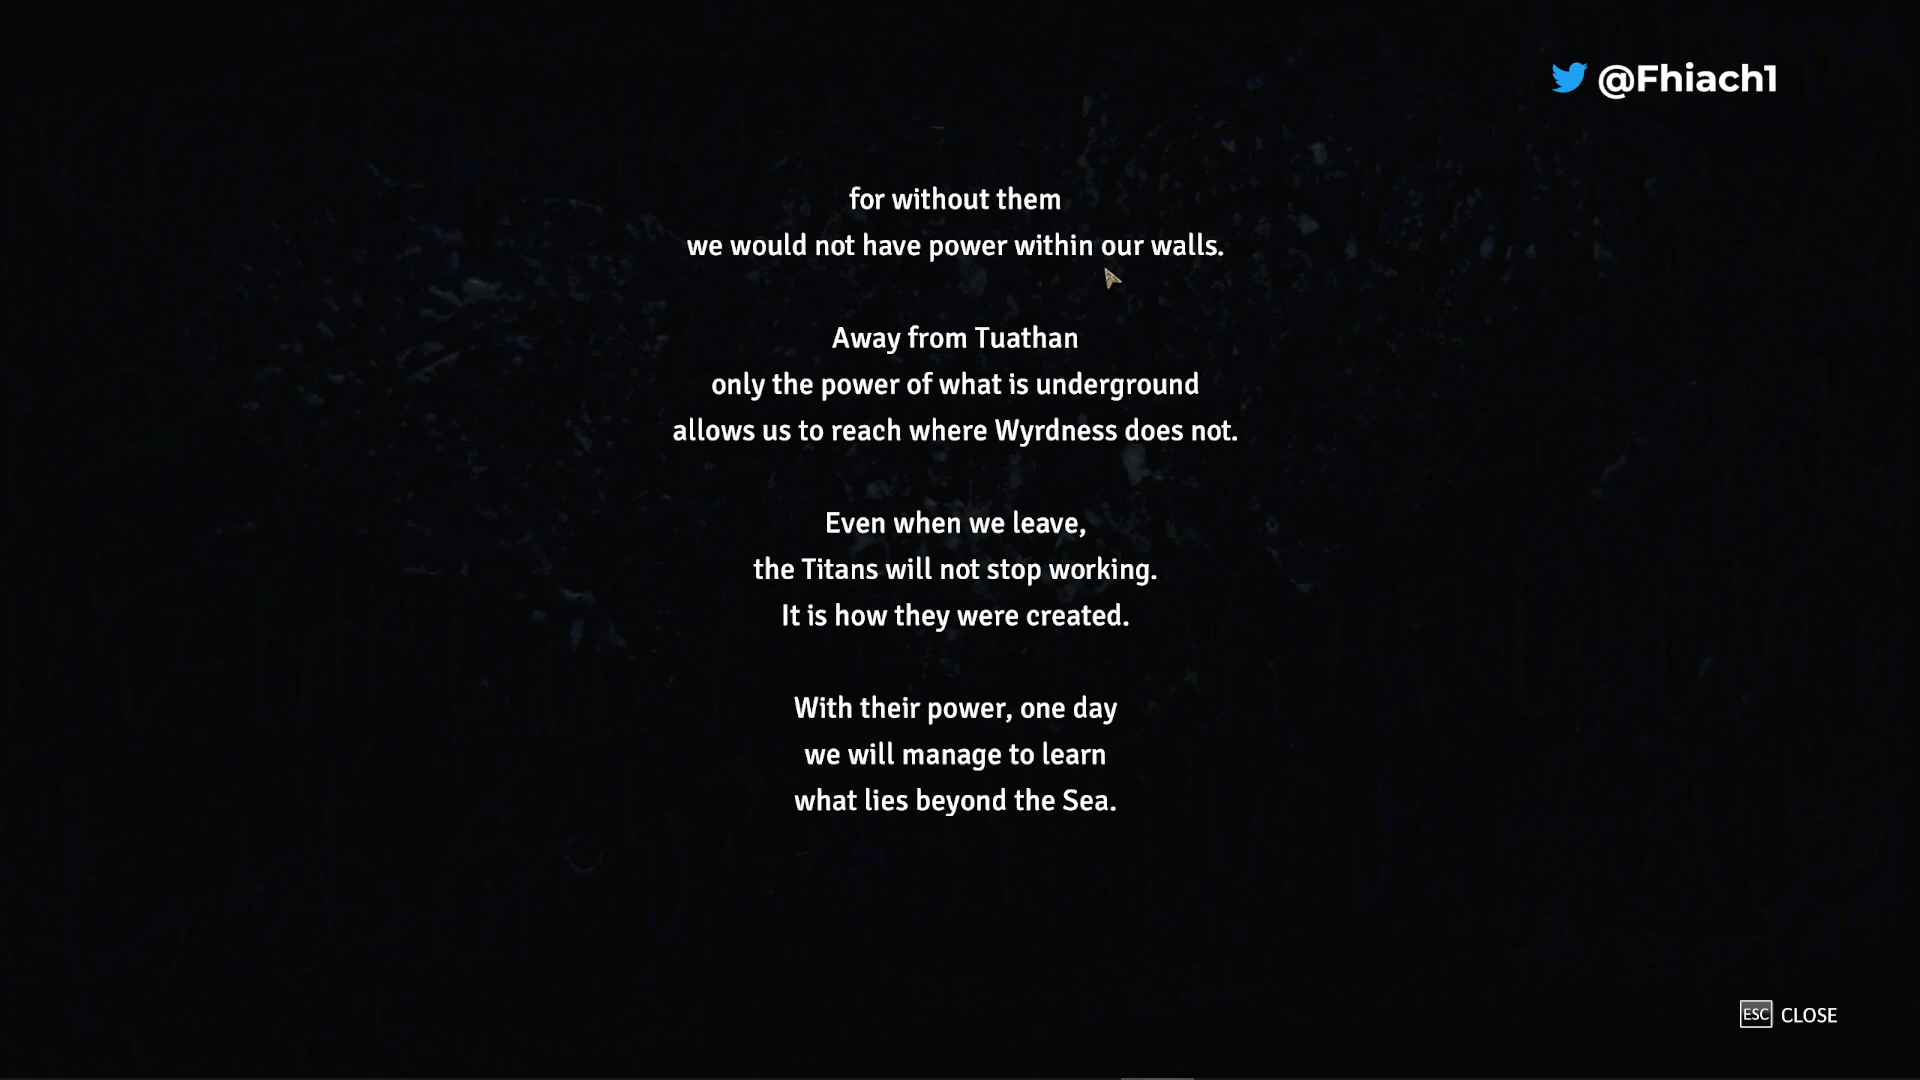 @Fhiach1
for without them
we would not have power within our walls.
Away from Tuathan
only the power of what is underground
allows us to reach where Wyrdness does not.
Even when we leave,
the Titans will not stop working.
It is how they were created.
With their power, one day
we will manage to learn
what lies beyond the Sea.
ESC CLOSE